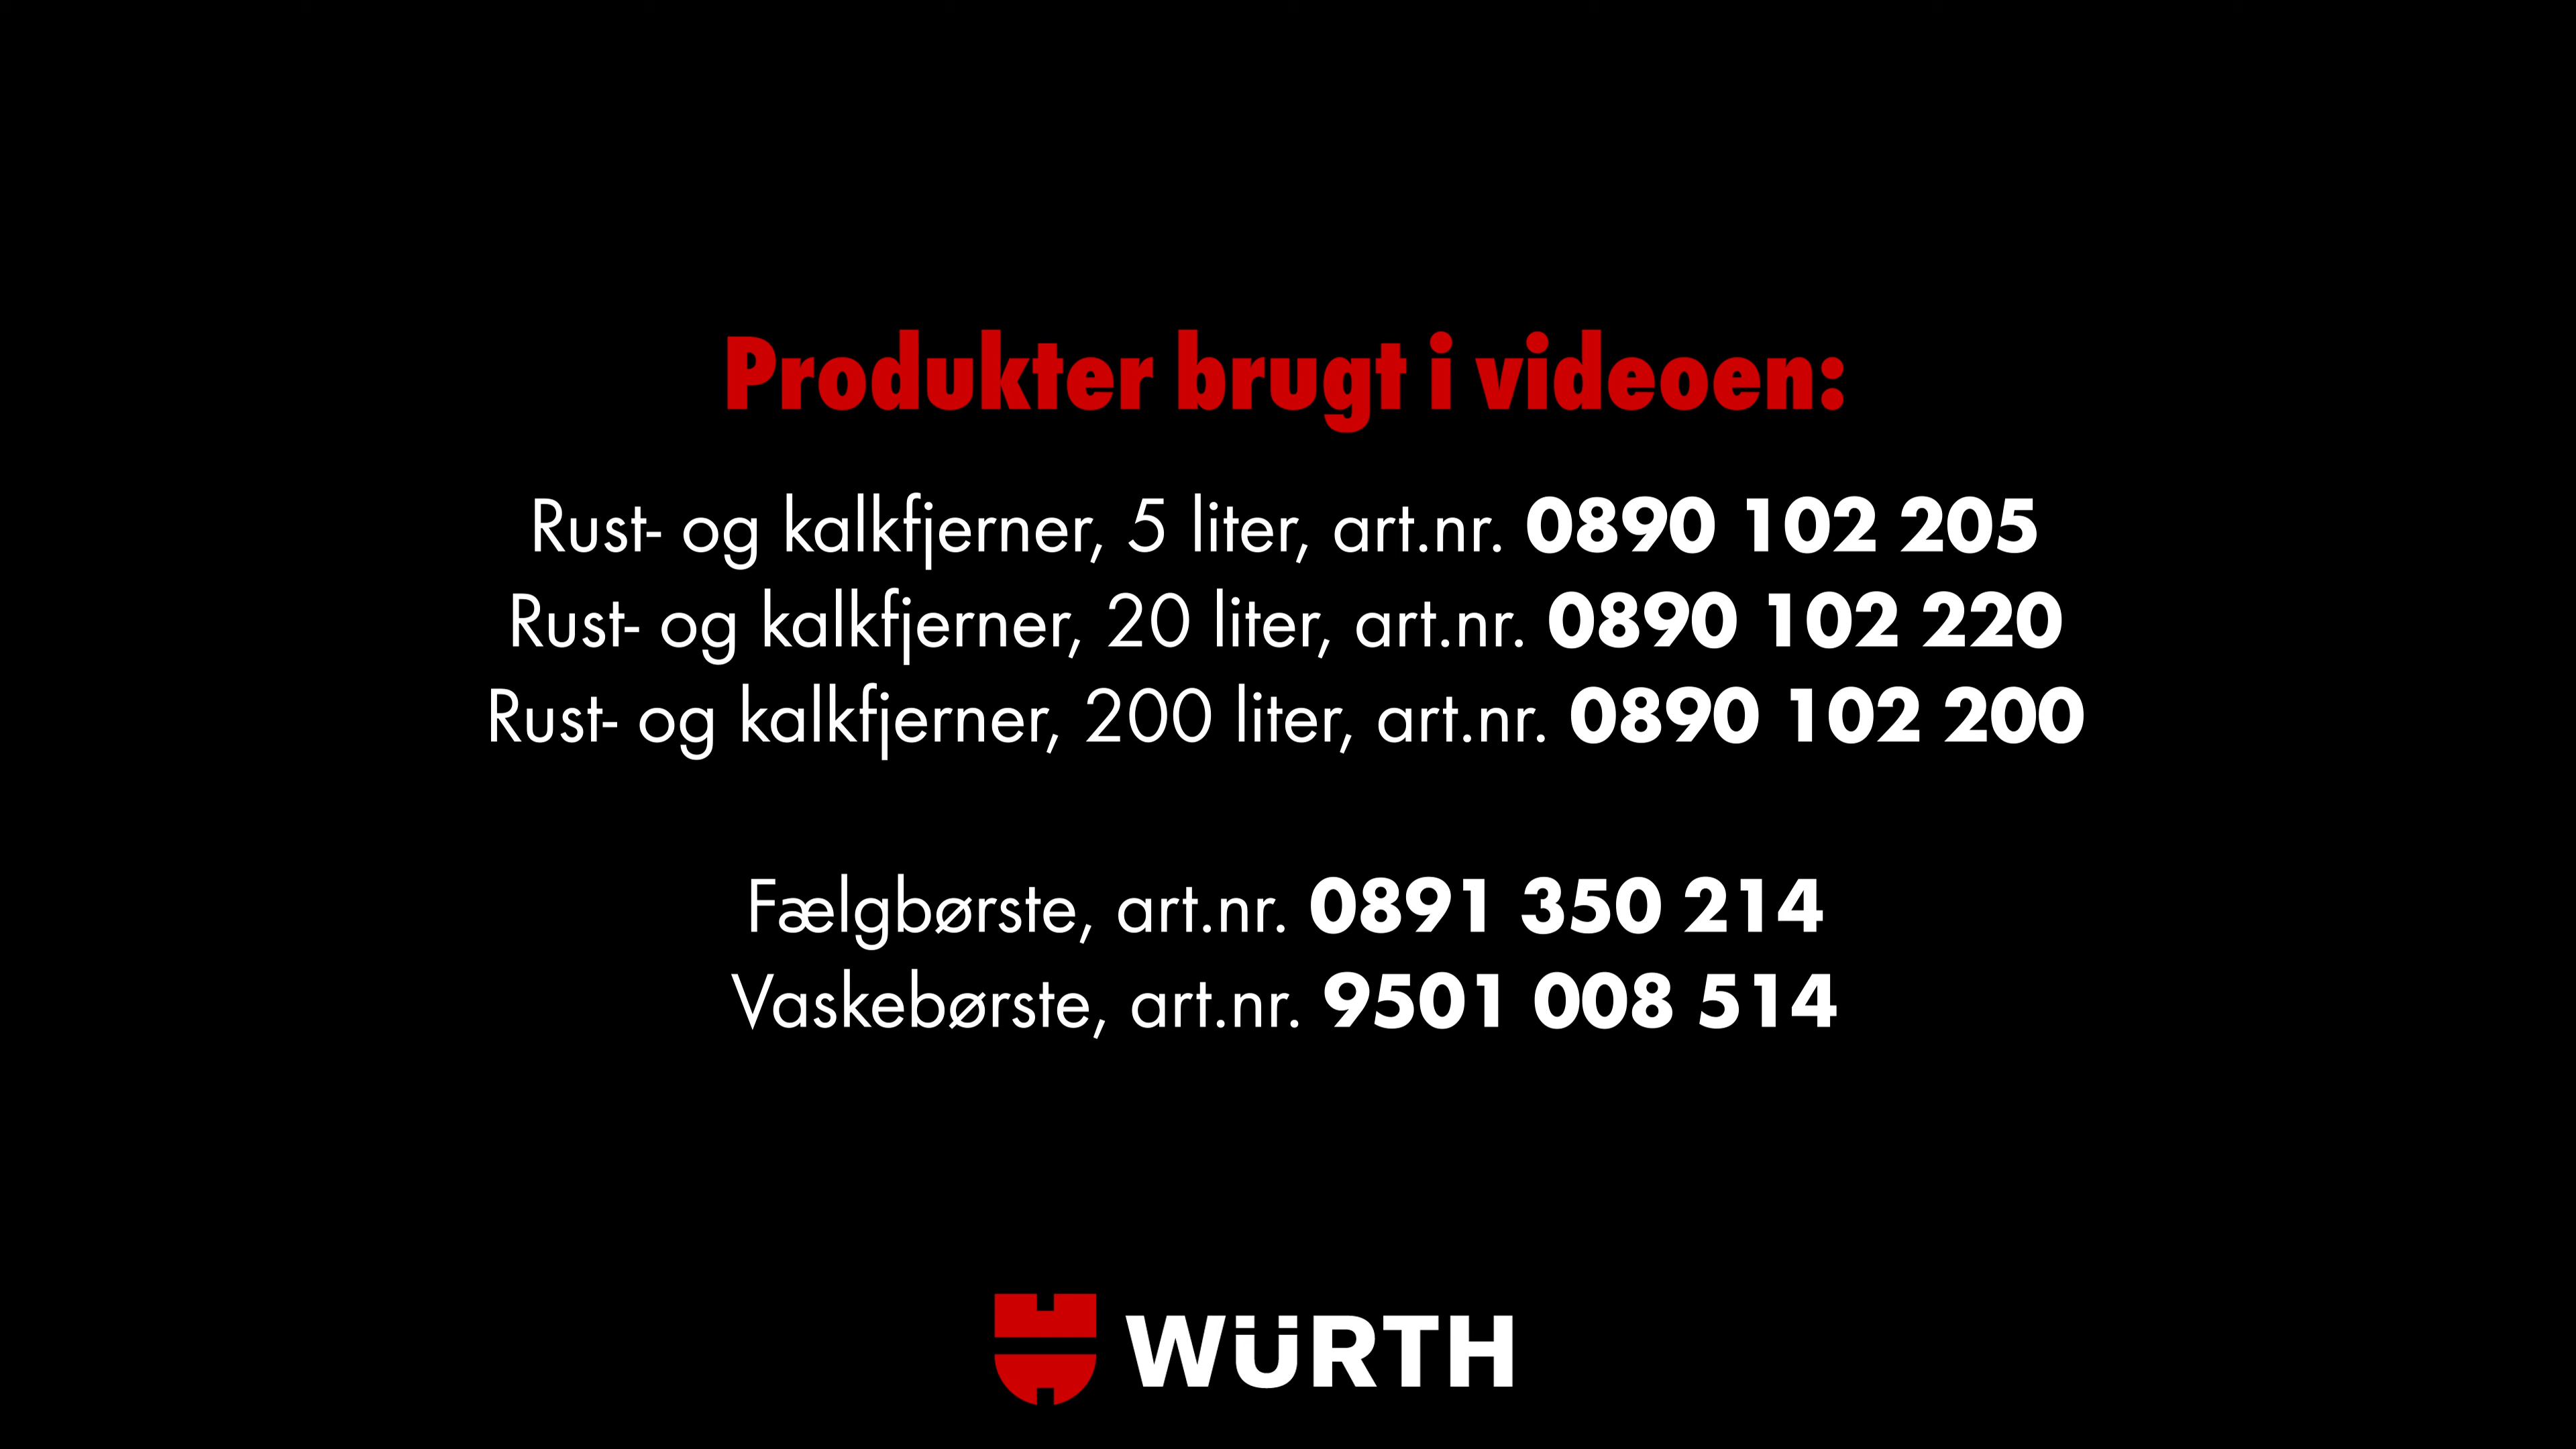 Produkter brugt i videoen:
Rust- og kalkfjerner, 5 liter, art.nr. 0890 102 205
Rust- og kalkfjerner, 20 liter, art.nr. 0890 102 220
Rust- og kalkfjerner, 200 liter, art.nr. 0890 102 200
Fælgbørste, art.nr. 0891 350 214
Vaskebørste, art.nr. 9501 008 514
WÜRTH